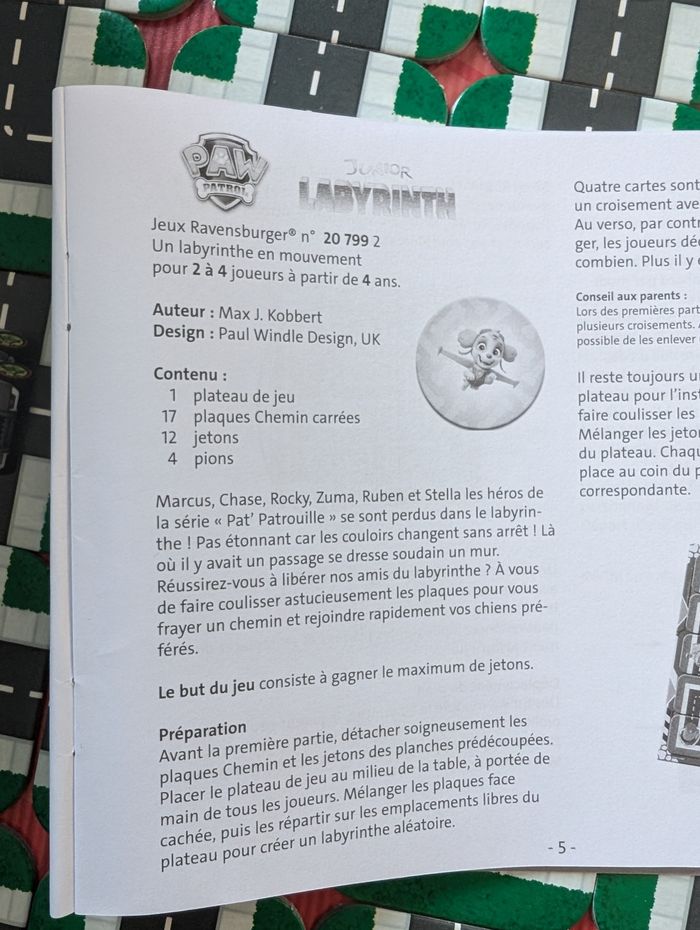 PAW
PATROL
JUNIOR
LABYRINTH
Jeux Ravensburger® n° 20 799 2
Un labyrinthe en mouvement
pour 2 à 4 joueurs à partir de 4 ans.
Auteur : Max J. Kobbert
Design : Paul Windle Design, UK
Contenu :
1 plateau de jeu
17 plaques Chemin carrées
12 jetons
4 pions
Marcus, Chase, Rocky, Zuma, Ruben et Stella les héros de
la série « Pat' Patrouille » se sont perdus dans le labyrin-
the ! Pas étonnant car les couloirs changent sans arrêt ! Là
où il y avait un passage se dresse soudain un mur.
Réussirez-vous à libérer nos amis du labyrinthe ? À vous
de faire coulisser astucieusement les plaques pour vous
frayer un chemin et rejoindre rapidement vos chiens pré-
férés.
Le but du jeu consiste à gagner le maximum de jetons.
Préparation
Avant la première partie, détacher soigneusement les
plaques Chemin et les jetons des planches prédécoupées.
Placer le plateau de jeu au milieu de la table, à portée de
main de tous les joueurs. Mélanger les plaques face
cachée, puis les répartir sur les emplacements libres du
plateau pour créer un labyrinthe aléatoire.
- 5 -
Quatre cartes sont
un croisement ave
Au verso, par contr
ger, les joueurs dé
combien. Plus il y
Conseil aux parents :
Lors des premières part
plusieurs croisements.
possible de les enlever
Il reste toujours u
plateau pour l'inst
faire coulisser les
Mélanger les jeto
du plateau. Chaq
place au coin du p
correspondante.